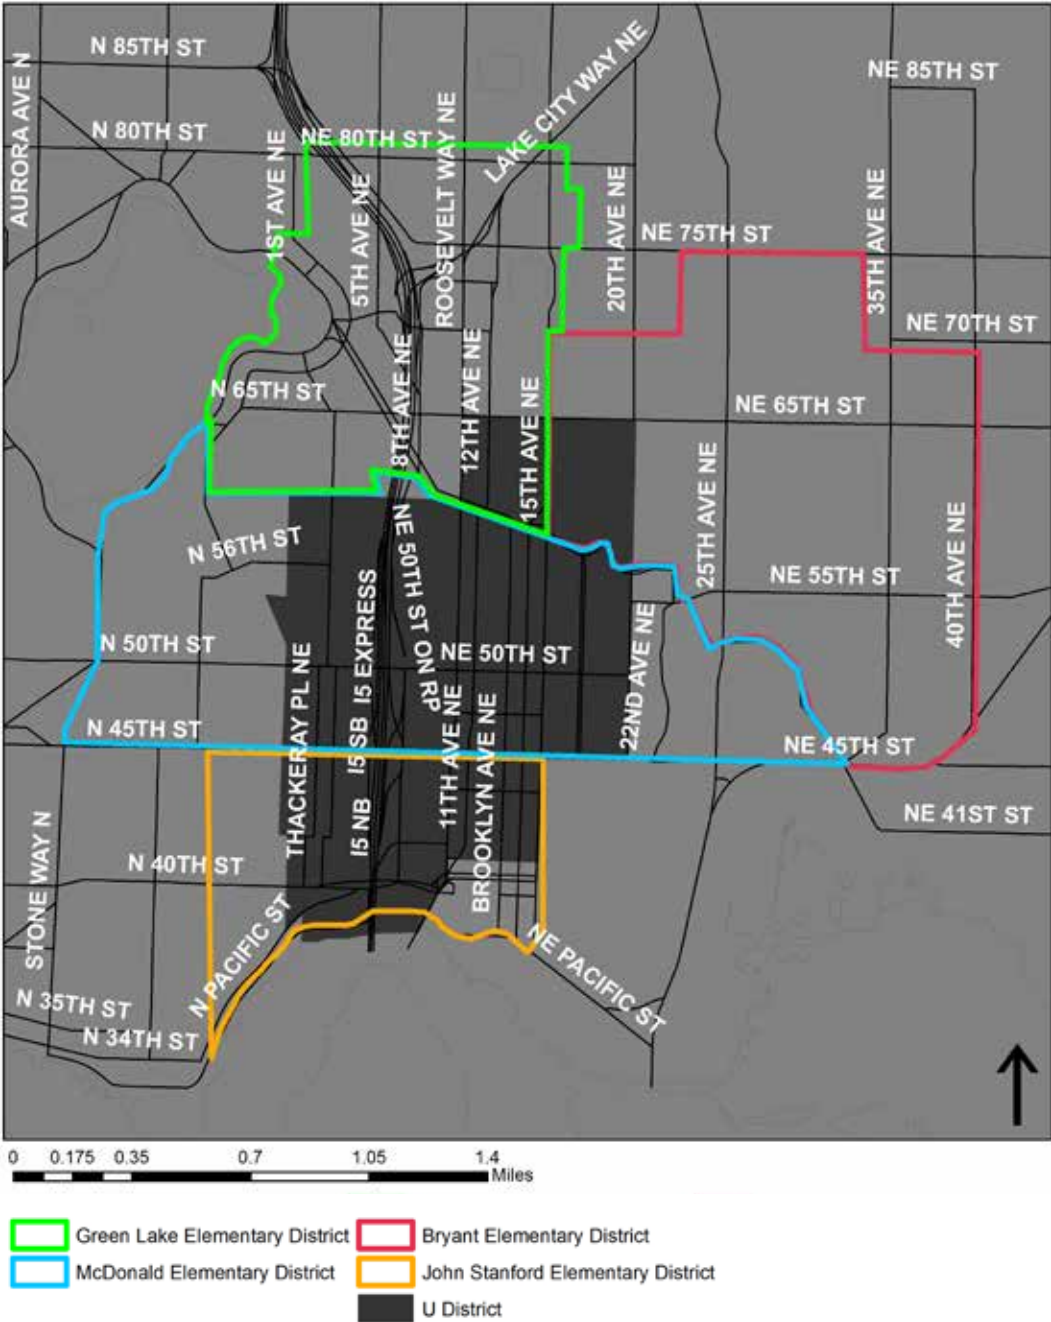 N 85TH ST
LAKE CITY WAY NE
NE 85TH ST
AURORA AVE N
N 80TH ST
NE 80TH ST
1ST AVE NE
5TH AVE NE
ROOSEVELT WAY NE
20TH AVE NE
NE 75TH ST
35TH AVE NE
NE 70TH ST
N 65TH ST
8TH AVE NE
12TH AVE NE
15TH AVE NE
NE 65TH ST
25TH AVE NE
40TH AVE NE
N 56TH ST
NE 50TH ST ON RP
NE 55TH ST
I5 EXPRESS
N 50TH ST
NE 50TH ST
22ND AVE NE
THACKERAY PL NE
I5 SB
11TH AVE NE
BROOKLYN AVE NE
N 45TH ST
NE 45TH ST
I5 NB
NE 41ST ST
STONE WAY N
N 40TH ST
N PACIFIC ST
NE PACIFIC ST
N 35TH ST
N 34TH ST
0 0.175 0.35 0.7 1.05 1.4
Miles
Green Lake Elementary District
Bryant Elementary District
McDonald Elementary District
John Stanford Elementary District
U District